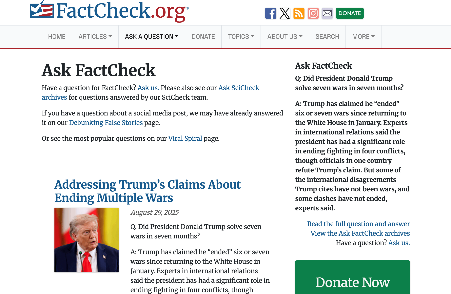 FactCheck.org®
DONATE
HOME
ARTICLES
ASK A QUESTION
DONATE
TOPICS
ABOUT US
SEARCH
MORE
Ask FactCheck
Have a question for FactCheck? Ask us. Please also see our Ask SciCheck
archives for questions answered by our SciCheck team.
If you have a question about a social media post, we may have already answered
it on our Debunking False Stories page.
Or see the most popular questions on our Viral Spiral page.
Addressing Trump's Claims About
Ending Multiple Wars
August 29, 2025
Q. Did President Donald Trump solve seven
wars in seven months?
A: Trump has claimed he "ended" six or seven
wars since returning to the White House in
January. Experts in international relations
said the president has had a significant role in
ending fighting in four conflicts, though
Ask FactCheck
Q: Did President Donald Trump
solve seven wars in seven months?
A: Trump has claimed he "ended"
six or seven wars since returning to
the White House in January. Experts
in international relations said the
president has had a significant role
in ending fighting in four conflicts,
though officials in one country
refute Trump's claim. But some of
the international disagreements
Trump cites have not been wars, and
some clashes have not ended,
experts said.
Read the full question and answer
View the Ask FactCheck archives
Have a question? Ask us.
Donate Now